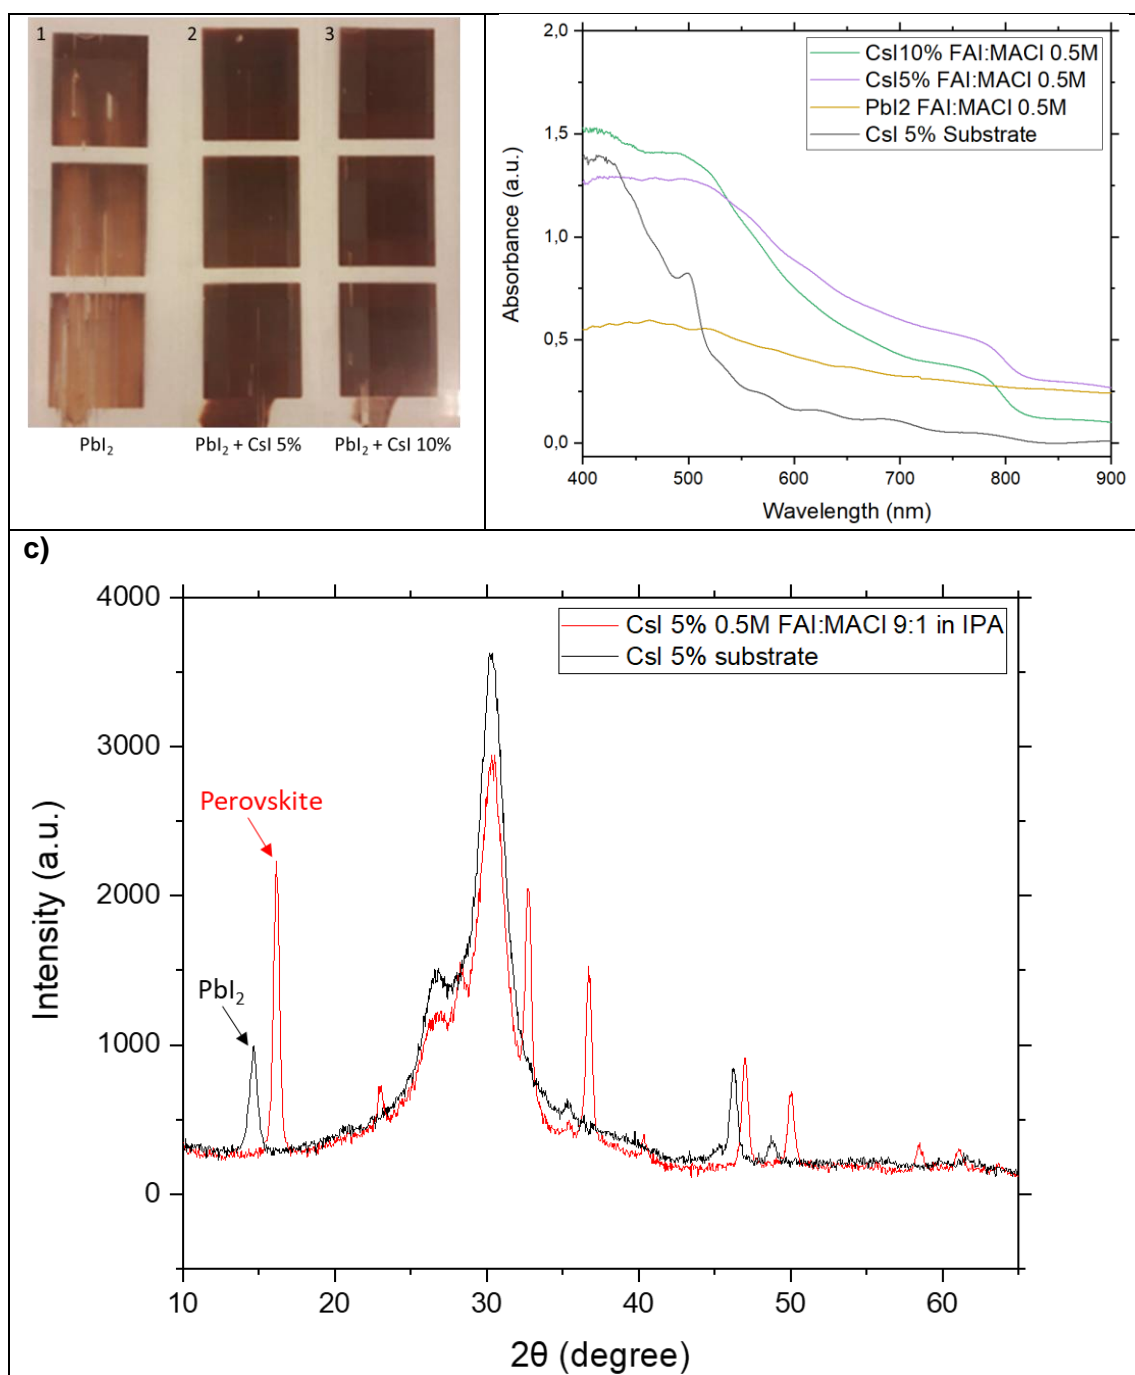 1
2
3
PbI₂
PbI₂ + CsI 5%
PbI₂ + CsI 10%
2,0
1,5
1,0
0,5
0,0
Absorbance (a.u.)
CsI10% FAI:MACl 0.5M
CsI5% FAI:MACl 0.5M
PbI2 FAI:MACl 0.5M
CsI 5% Substrate
400
500
600
700
800
900
Wavelength (nm)
c)
4000
3000
2000
1000
0
Intensity (a.u.)
CsI 5% 0.5M FAI:MACl 9:1 in IPA
CsI 5% substrate
Perovskite
PbI₂
10
20
30
40
50
60
2θ (degree)